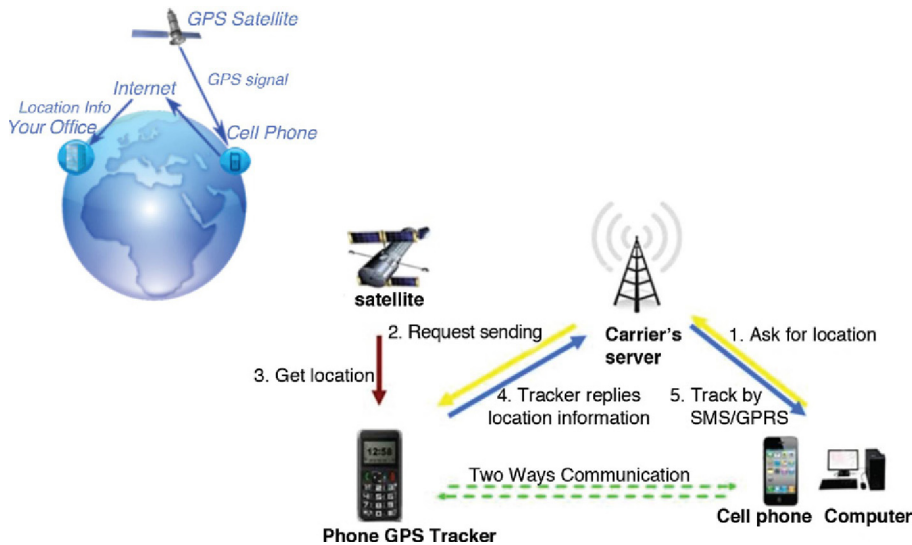 GPS Satellite
GPS signal
Internet
Location Info
Your Office
Cell Phone
satellite
2. Request sending
Carrier's
server
1. Ask for location
3. Get location
4. Tracker replies
location information
5. Track by
SMS/GPRS
12:58
Two Ways Communication
Phone GPS Tracker
Cell phone
Computer